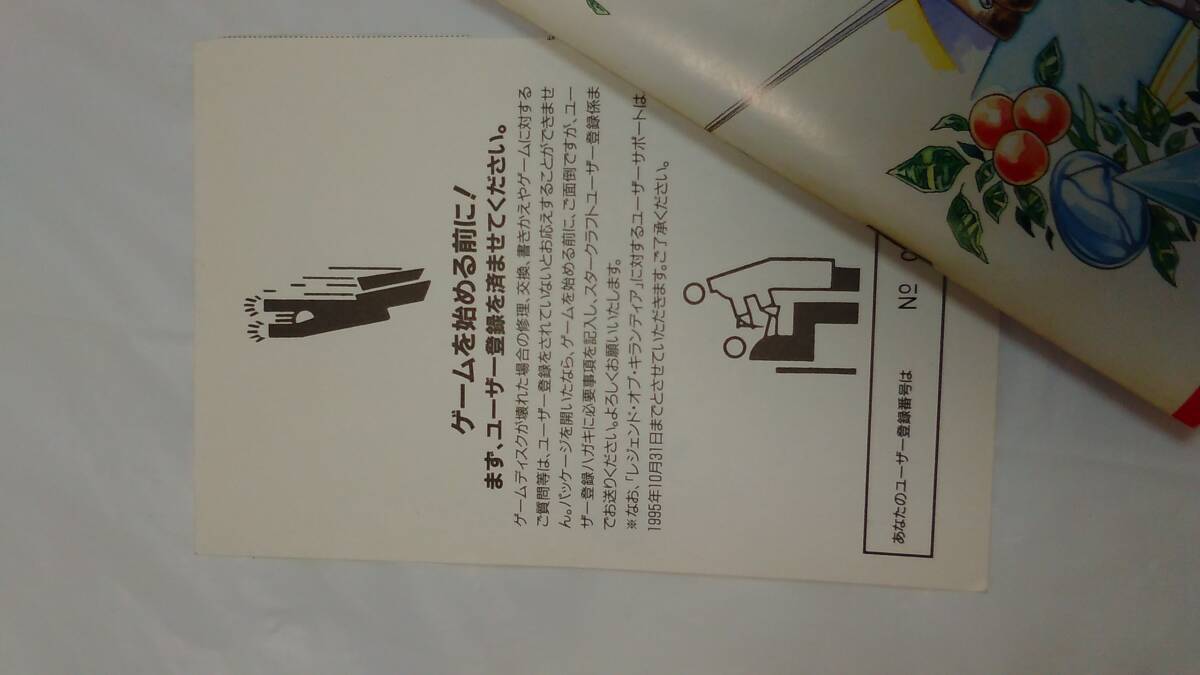 ゲームを始める前に!
まず、ユーザー登録を済ませてください。
ゲームディスクが壊れた場合の修理、交換、書きかえやゲームに対する
ご質問等は、ユーザー登録をされていないとお応えすることができませ
ん。パッケージを開いたなら、ゲームを始める前に、ご面倒ですが、ユー
ザー登録ハガキに必要事項を記入し、スタークラフトユーザー登録係ま
でお送りください。よろしくお願いいたします。
※なお、「レジェンド・オブ・キランディア」に対するユーザーサポートは、
1995年10月31日までとさせていただきます。ご了承ください。
あなたのユーザー登録番号は No